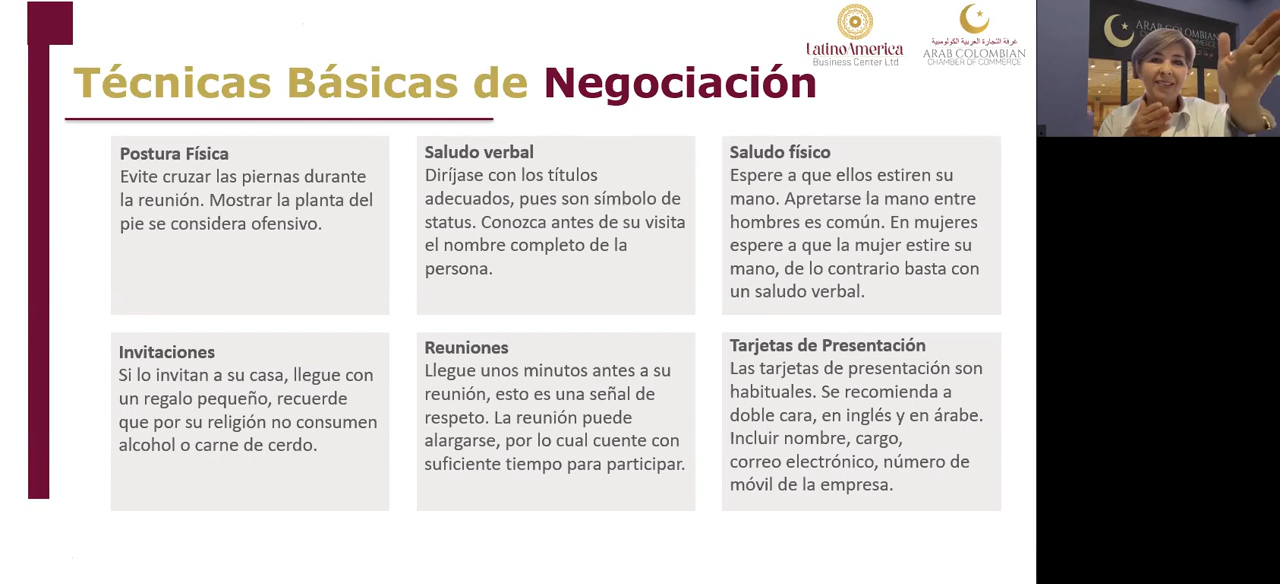 LatinoAmerica
Business Center Ltd
غرفة التجارة العربية الكولومبية
ARAB COLOMBIAN
CHAMBER OF COMMERCE
Técnicas Básicas de Negociación
Postura Física
Evite cruzar las piernas durante
la reunión. Mostrar la planta del
pie se considera ofensivo.
Saludo verbal
Diríjase con los títulos
adecuados, pues son símbolo de
status. Conozca antes de su visita
el nombre completo de la
persona.
Saludo físico
Espere a que ellos estiren su
mano. Apretarse la mano entre
hombres es común. En mujeres
espere a que la mujer estire su
mano, de lo contrario basta con
un saludo verbal.
Invitaciones
Si lo invitan a su casa, llegue con
un regalo pequeño, recuerde
que por su religión no consumen
alcohol o carne de cerdo.
Reuniones
Llegue unos minutos antes a su
reunión, esto es una señal de
respeto. La reunión puede
alargarse, por lo cual cuente con
suficiente tiempo para participar.
Tarjetas de Presentación
Las tarjetas de presentación son
habituales. Se recomienda a
doble cara, en inglés y en árabe.
Incluir nombre, cargo,
correo electrónico, número de
móvil de la empresa.
ARAB COLOMBIAN